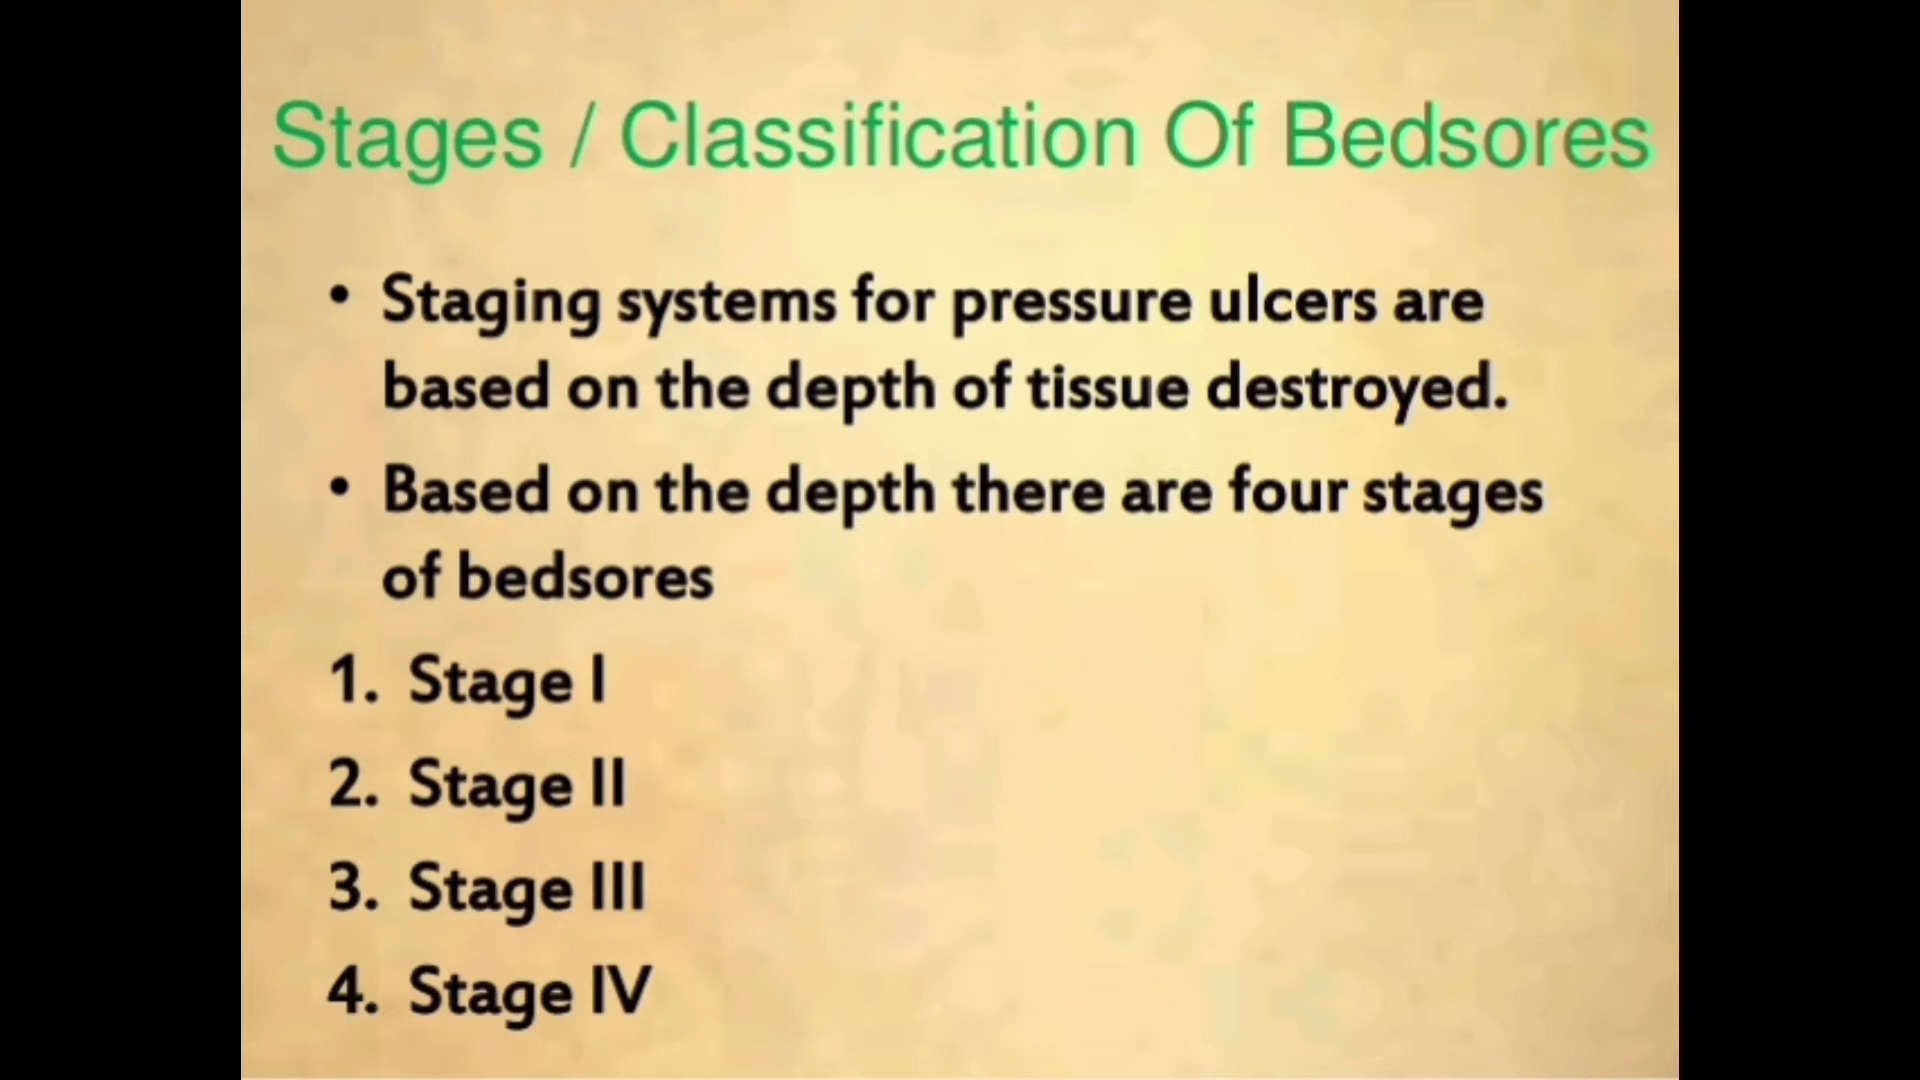 Stages / Classification Of Bedsores
• Staging systems for pressure ulcers are
based on the depth of tissue destroyed.
• Based on the depth there are four stages
of bedsores
1. Stage I
2. Stage II
3. Stage III
4. Stage IV